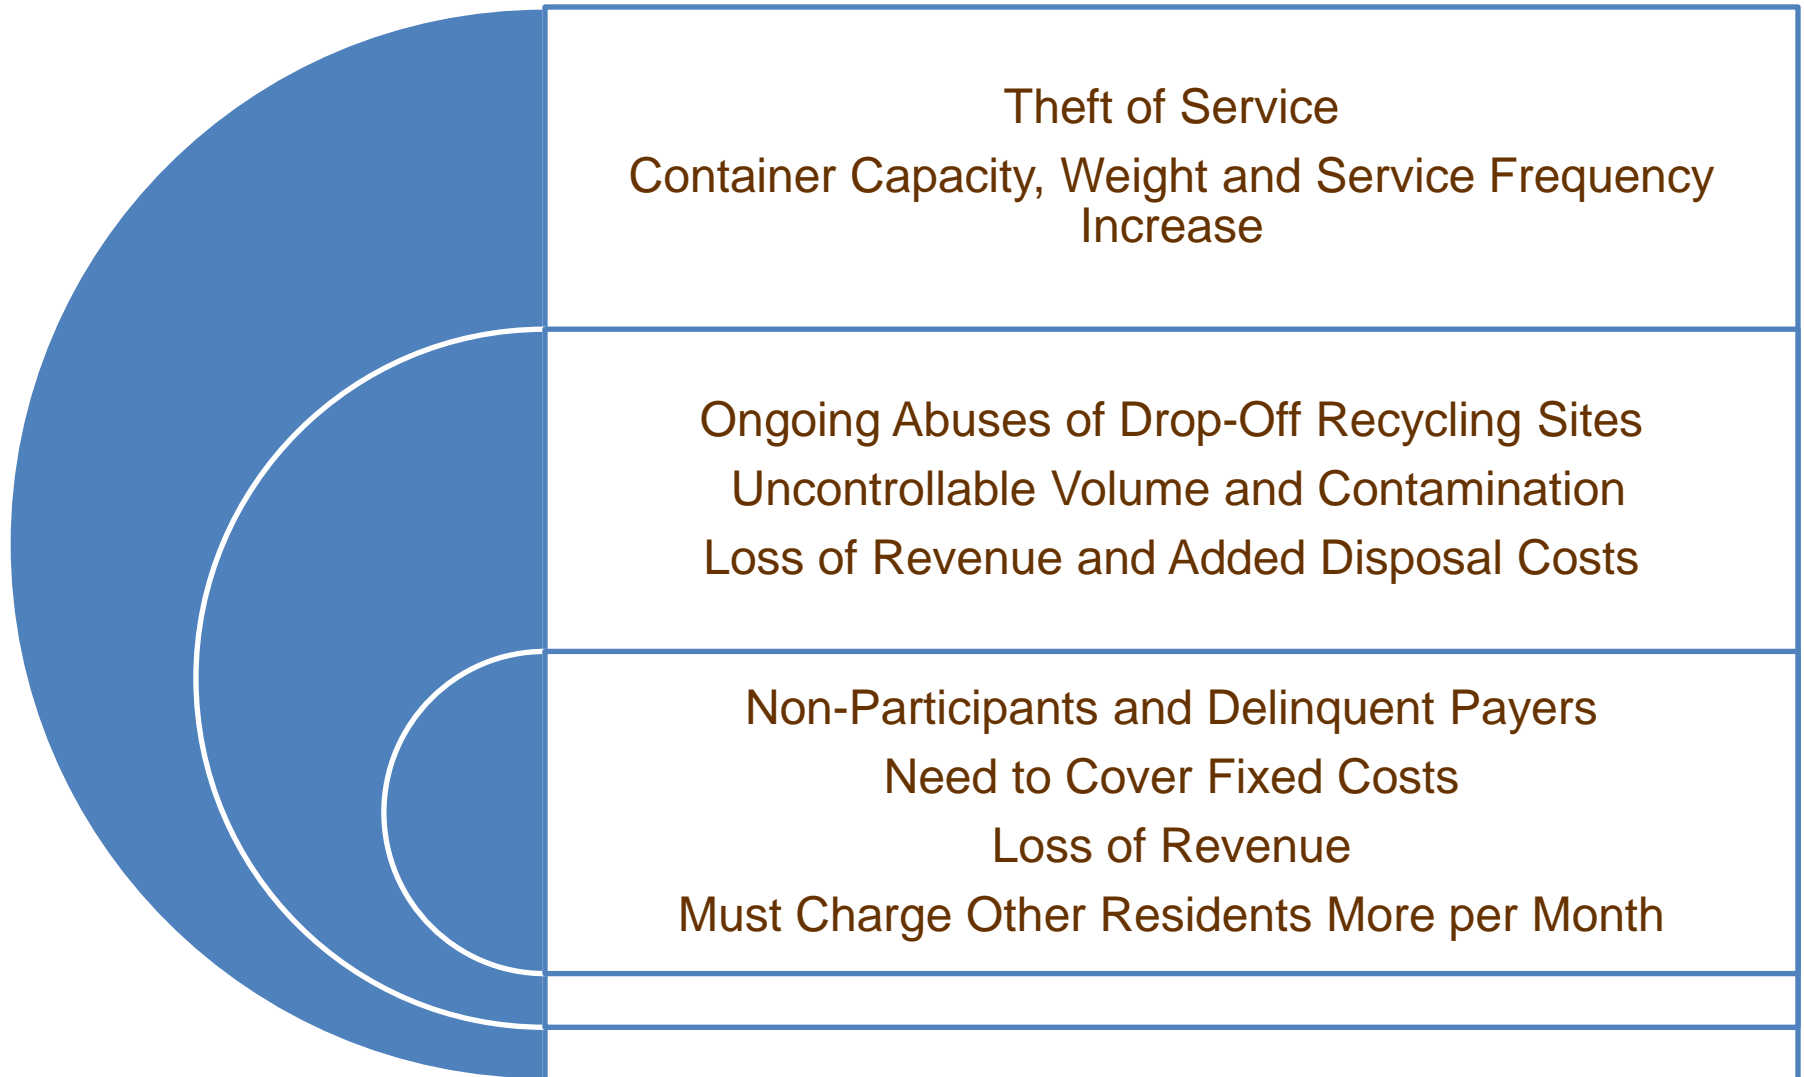 Theft of Service
Container Capacity, Weight and Service Frequency
Increase
Ongoing Abuses of Drop-Off Recycling Sites
Uncontrollable Volume and Contamination
Loss of Revenue and Added Disposal Costs
Non-Participants and Delinquent Payers
Need to Cover Fixed Costs
Loss of Revenue
Must Charge Other Residents More per Month